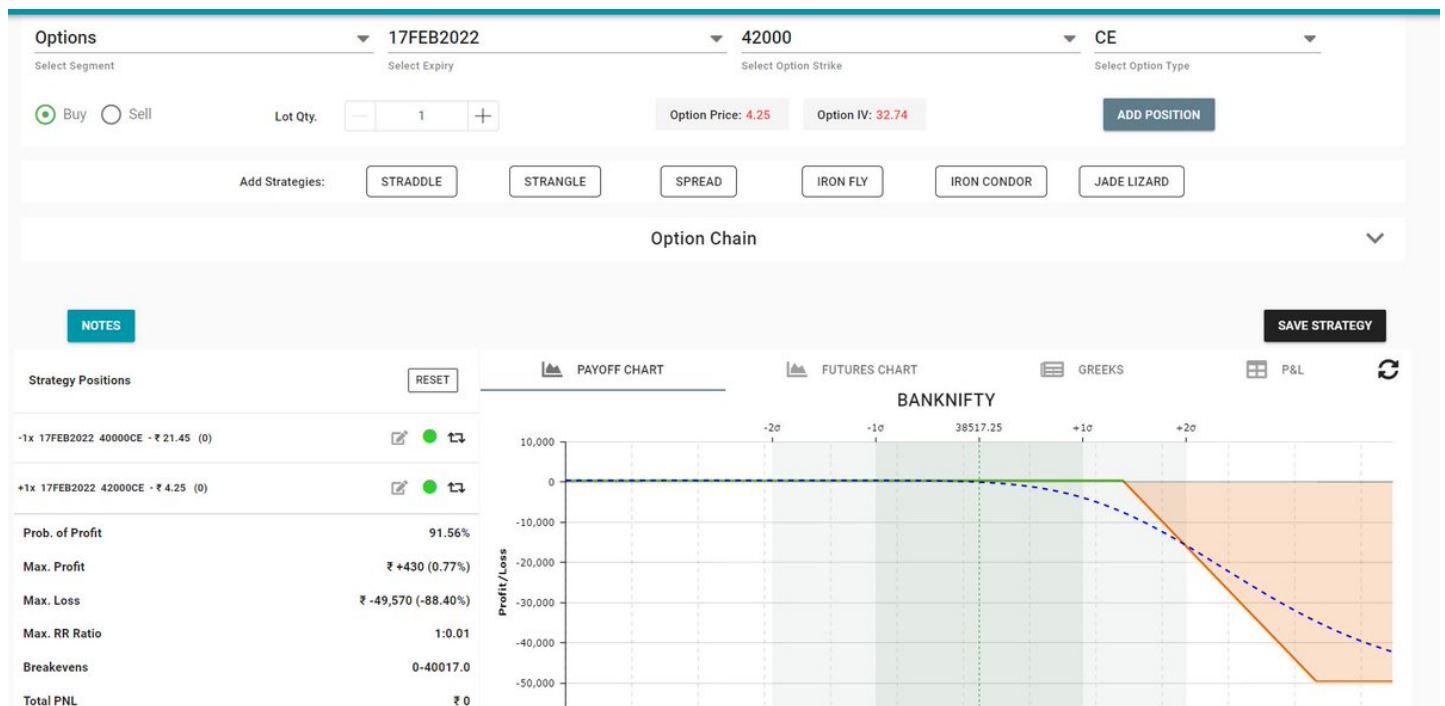 Options 17FEB2022 42000 CE
Select Segment Select Expiry Select Option Strike Select Option Type
Buy Sell Lot Qty. 1 Option Price: 4.25 Option IV: 32.74 ADD POSITION
Add Strategies: STRADDLE STRANGLE SPREAD IRON FLY IRON CONDOR JADE LIZARD
Option Chain
NOTES SAVE STRATEGY
Strategy Positions RESET
-1x 17FEB2022 40000CE - ₹ 21.45 (0)
+1x 17FEB2022 42000CE - ₹ 4.25 (0)
Prob. of Profit 91.56%
Max. Profit ₹ +430 (0.77%)
Max. Loss ₹ -49,570 (-88.40%)
Max. RR Ratio 1:0.01
Breakevens 0-40017.0
Total PNL ₹ 0
PAYOFF CHART FUTURES CHART GREEKS P&L
BANKNIFTY
-2σ -1σ 38517.25 +1σ +2σ
Profit/Loss
10,000
0
-10,000
-20,000
-30,000
-40,000
-50,000